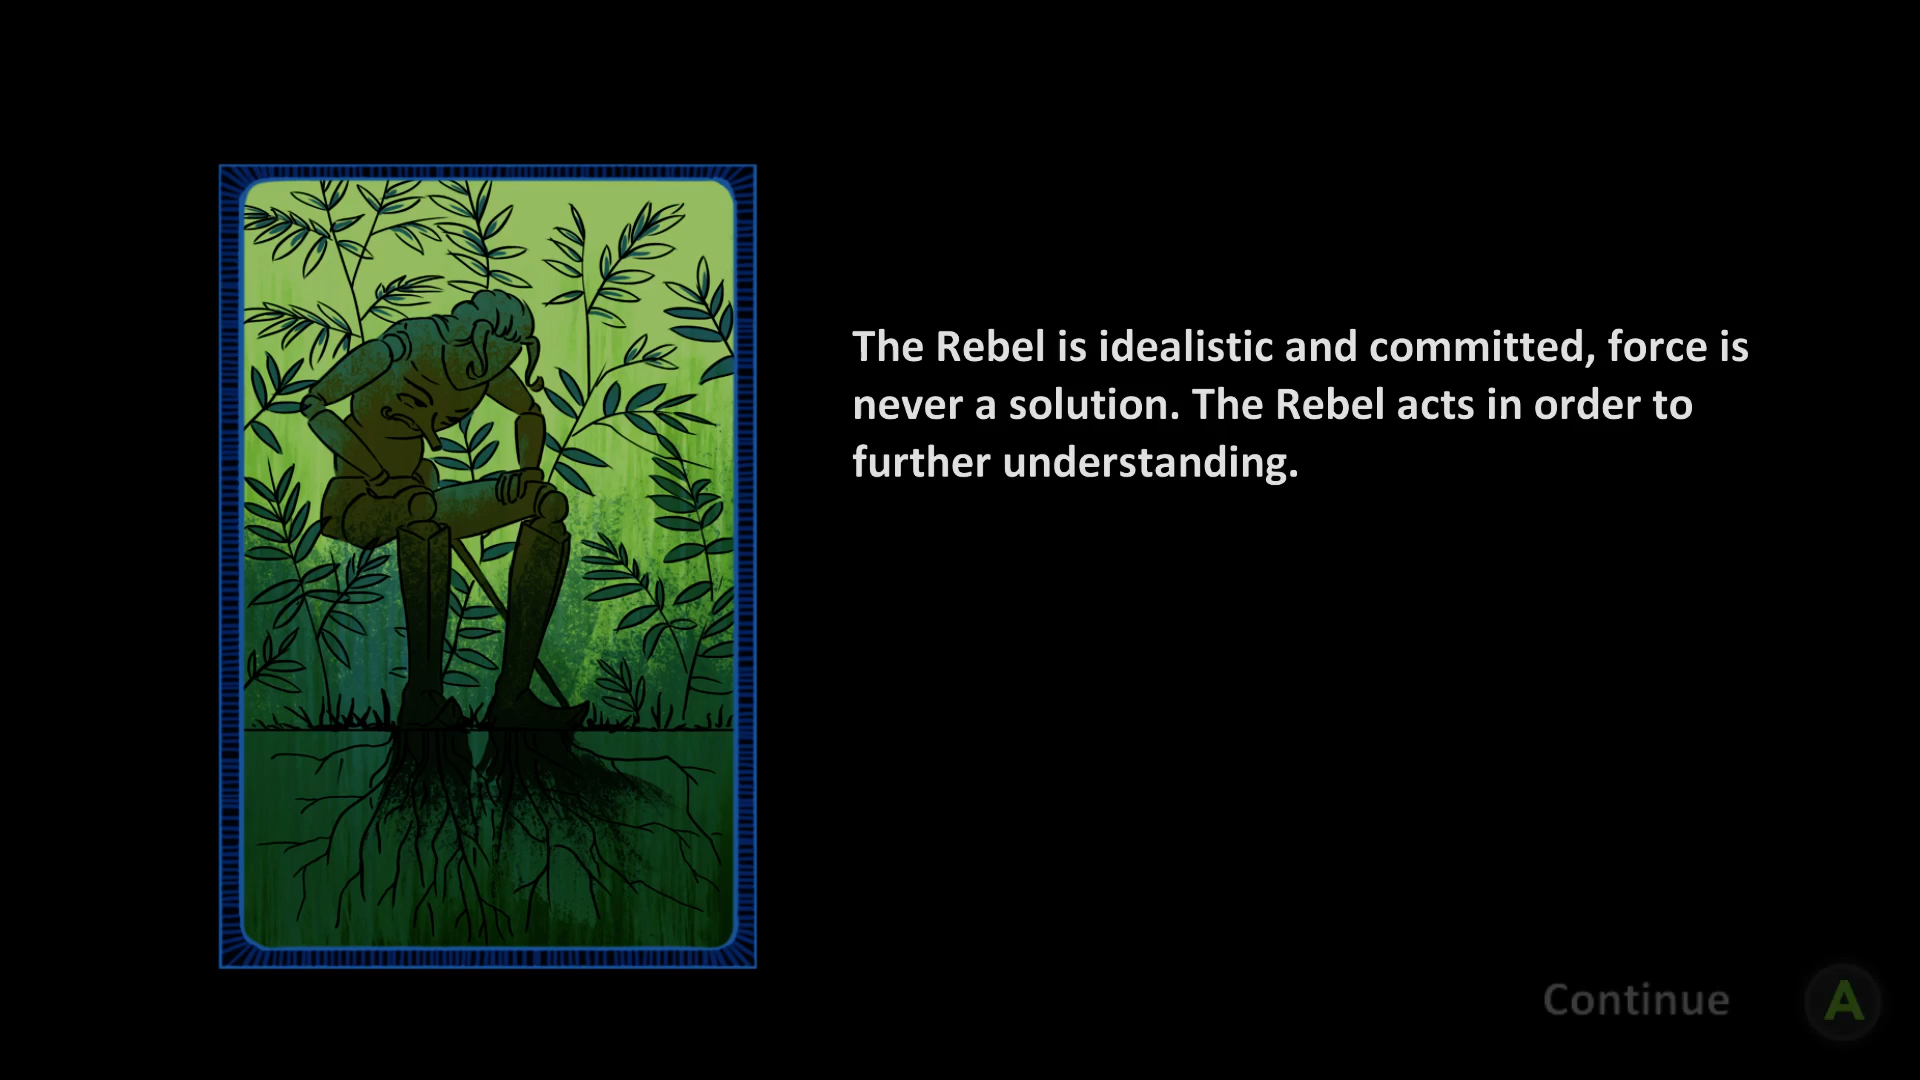 The Rebel is idealistic and committed, force is
never a solution. The Rebel acts in order to
further understanding.
Continue A